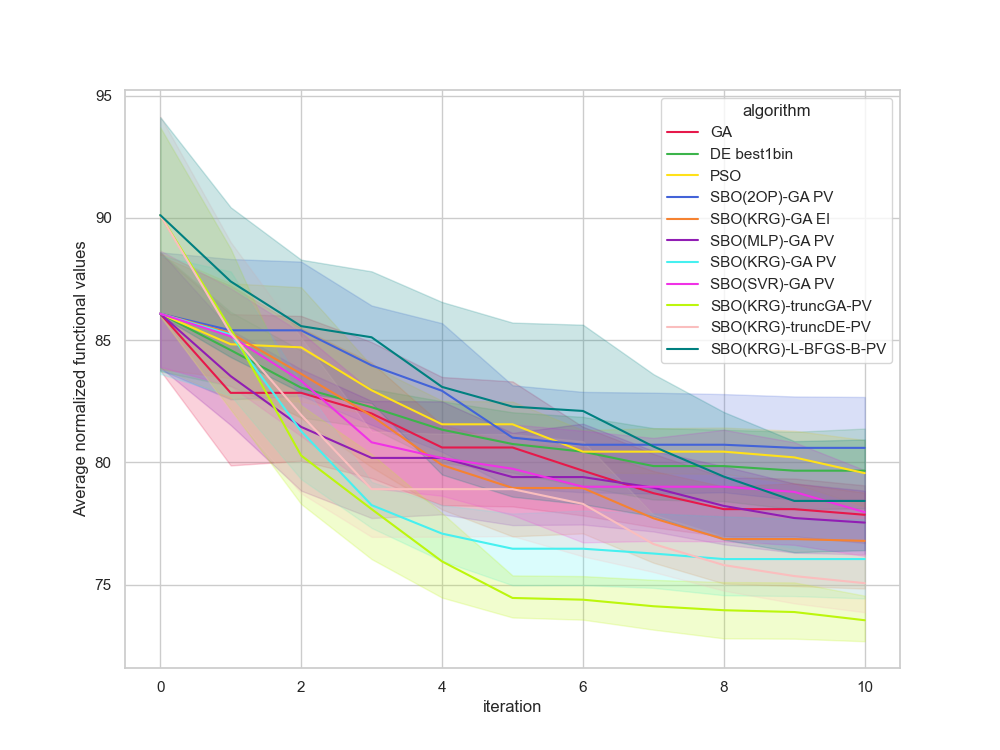 95
90
85
80
75
Average normalized functional values
0
2
4
6
8
10
iteration
algorithm
GA
DE best1bin
PSO
SBO(2OP)-GA PV
SBO(KRG)-GA EI
SBO(MLP)-GA PV
SBO(KRG)-GA PV
SBO(SVR)-GA PV
SBO(KRG)-truncGA-PV
SBO(KRG)-truncDE-PV
SBO(KRG)-L-BFGS-B-PV